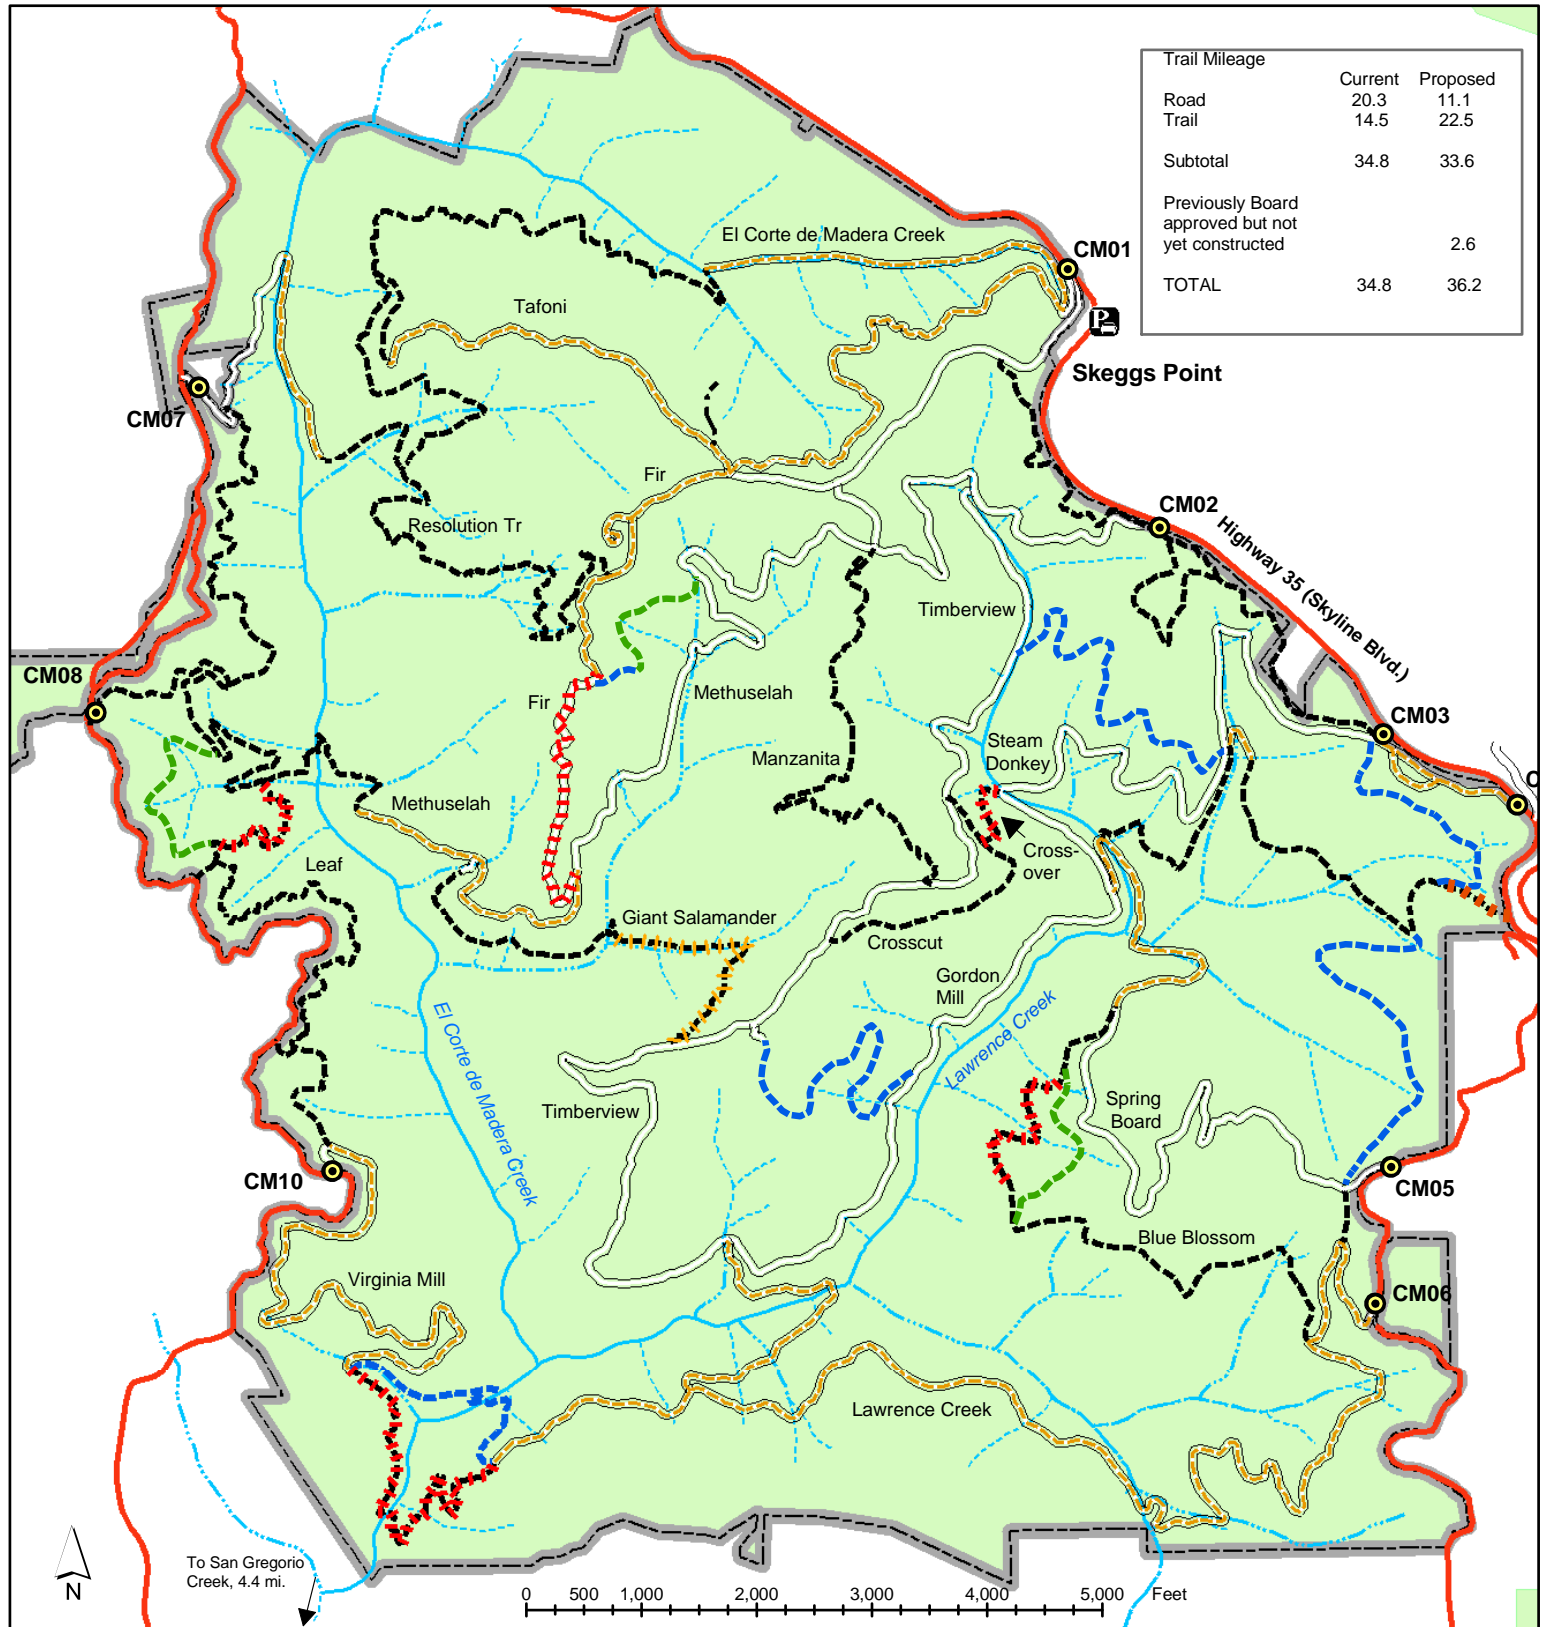 Trail Mileage
Current Proposed
Road 20.3 11.1
Trail 14.5 22.5
Subtotal 34.8 33.6
Previously Board
approved but not
yet constructed 2.6
TOTAL 34.8 36.2
El Corte de Madera Creek
CM01
Tafoni
Skeggs Point
CM07
Fir
Resolution Tr
CM02
Highway 35 (Skyline Blvd.)
Timberview
CM08
Methuselah
Fir
CM03
Steam
Donkey
Manzanita
Methuselah
C
Cross-
over
Leaf
Giant Salamander
Crosscut
Gordon
Mill
El Corte de Madera Creek
Lawrence Creek
Timberview
Spring
Board
CM10
CM05
Blue Blossom
Virginia Mill
CM06
Lawrence Creek
To San Gregorio
Creek, 4.4 mi.
N
0 500 1,000 2,000 3,000 4,000 5,000 Feet
P